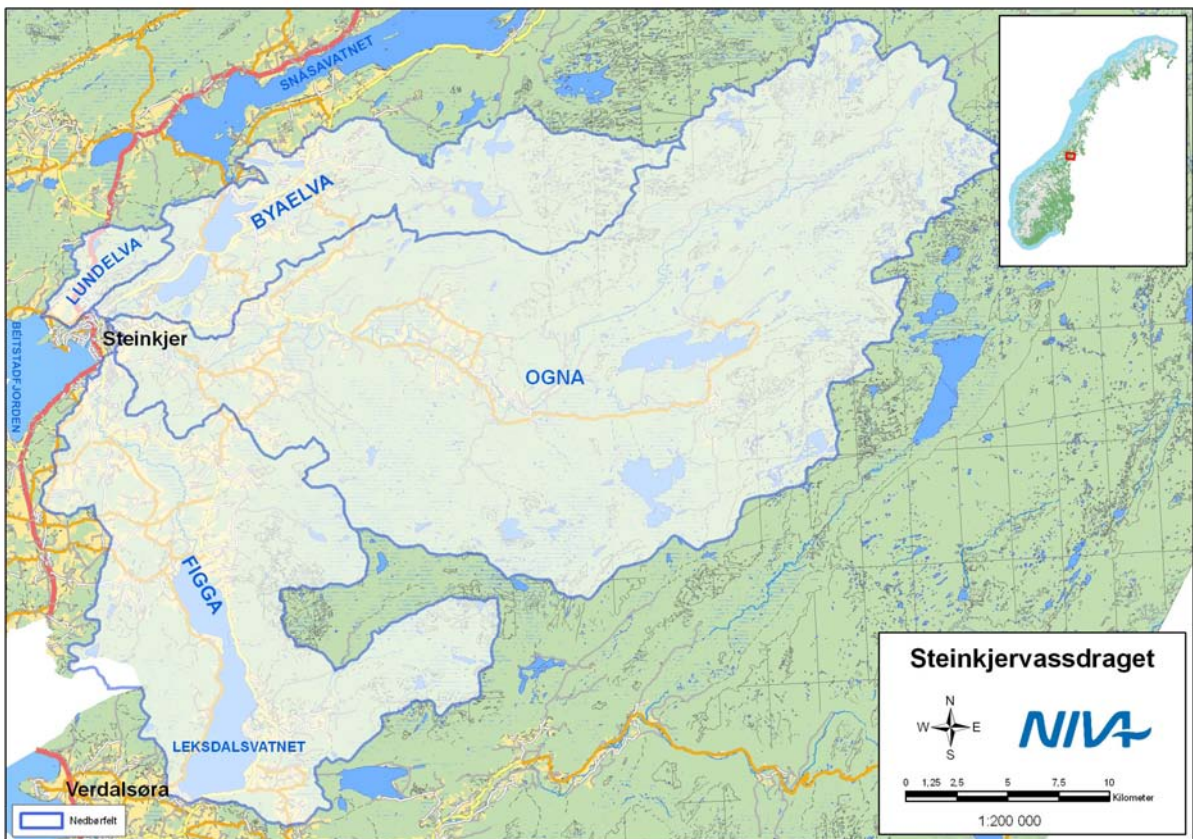 SNÅSAVATNET
BYAELVA
LUNDELVA
Steinkjer
BEITSTADFJORDEN
OGNA
FIGGA
LEKSDALSVATNET
Verdalsøra
Nedbørfelt
Steinkjervassdraget
N
W E
S
NIVA
0 1,25 2,5 5 7,5 10
Kilometer
1:200 000